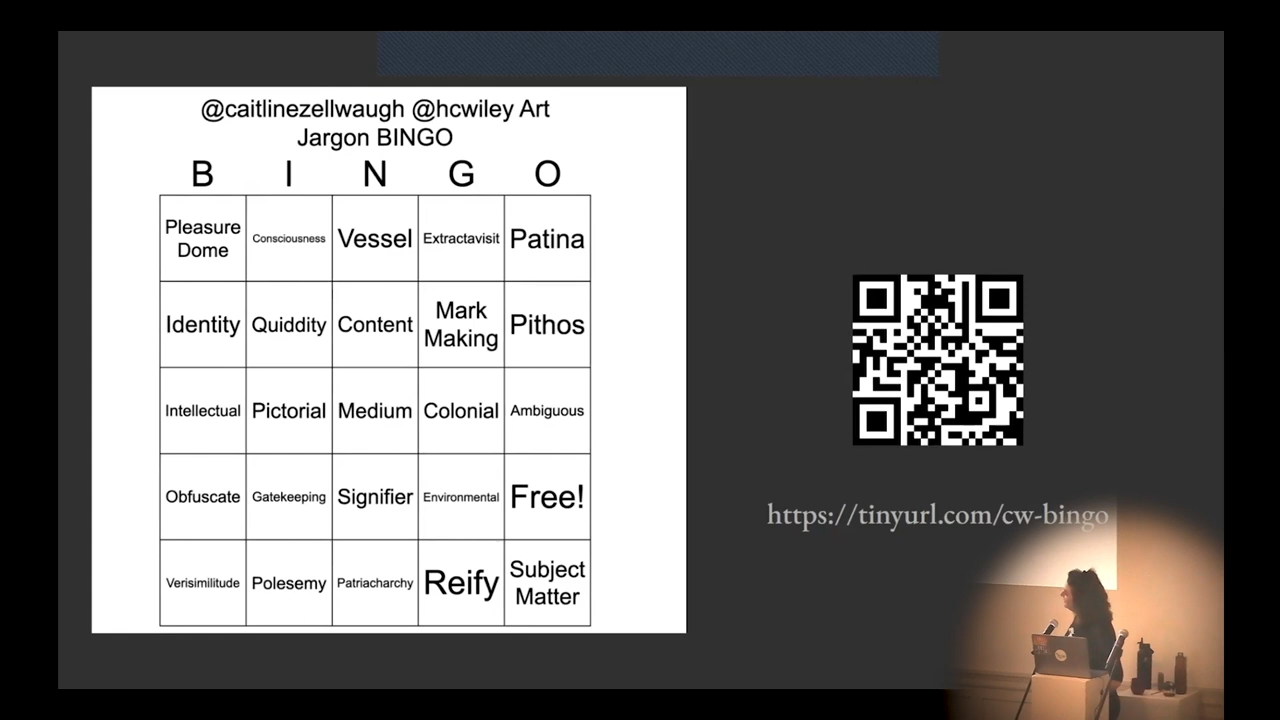 @caitlinezellwaugh @hcwiley Art
Jargon BINGO
B I N G O
Pleasure Dome Consciousness Vessel Extractavisit Patina
Identity Quiddity Content Mark Making Pithos
Intellectual Pictorial Medium Colonial Ambiguous
Obfuscate Gatekeeping Signifier Environmental Free!
Verisimilitude Polesemy Patriacharchy Reify Subject Matter
https://tinyurl.com/cw-bingo